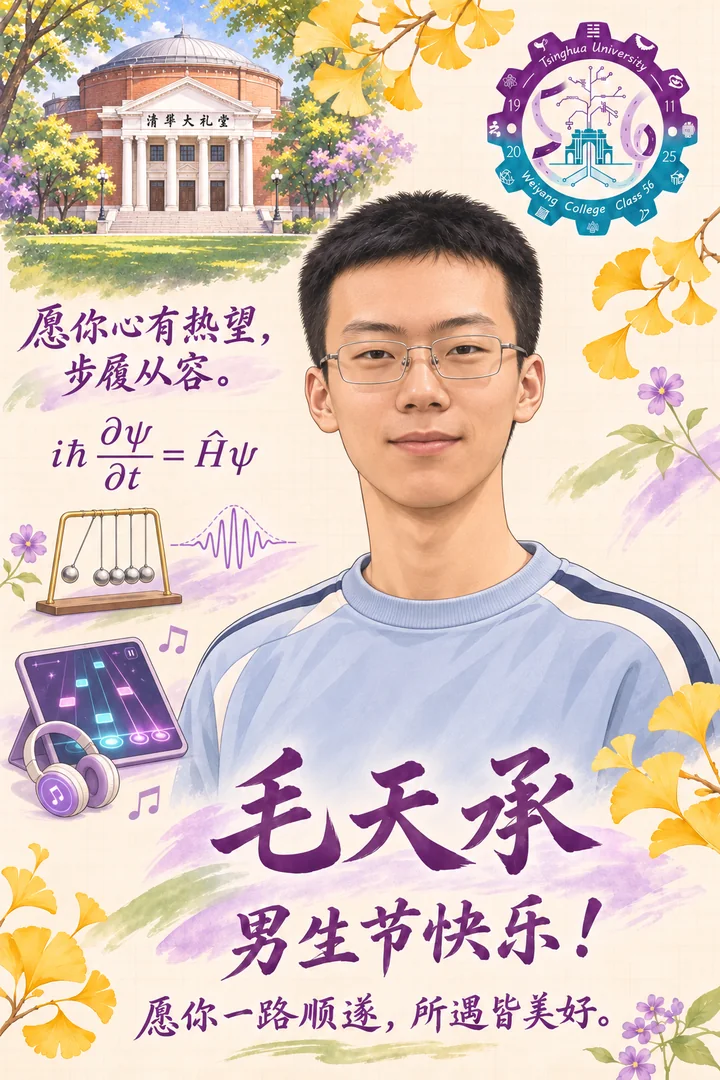 清华大礼堂
Tsinghua University
19 11
20 25
56
Weiyang College Class 56
愿你心有热望，
步履从容。
iℏ ∂ψ/∂t = Ĥψ
毛天承
男生节快乐！
愿你一路顺遂，所遇皆美好。